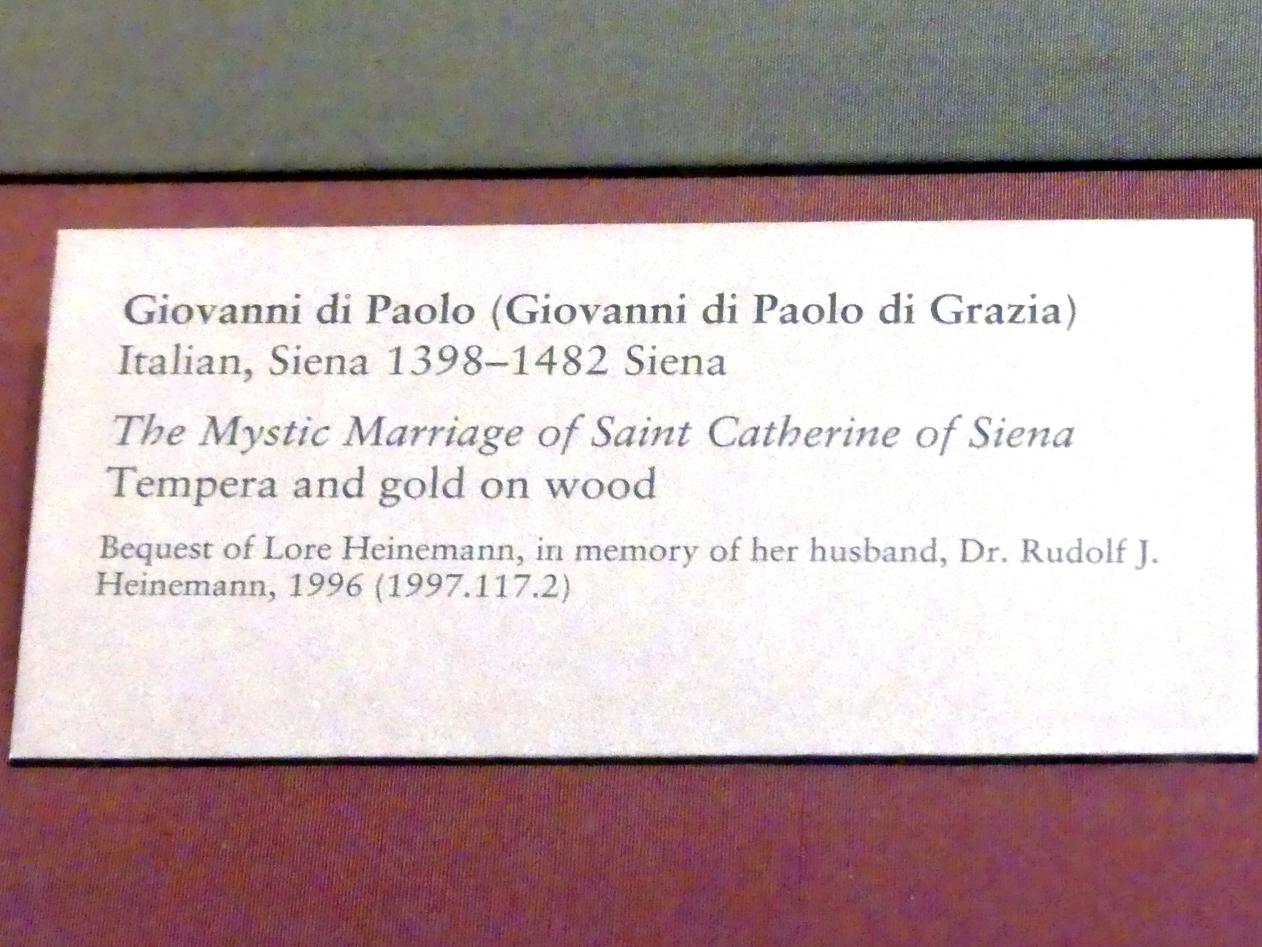 Giovanni di Paolo (Giovanni di Paolo di Grazia)
Italian, Siena 1398–1482 Siena
The Mystic Marriage of Saint Catherine of Siena
Tempera and gold on wood
Bequest of Lore Heinemann, in memory of her husband, Dr. Rudolf J.
Heinemann, 1996 (1997.117.2)